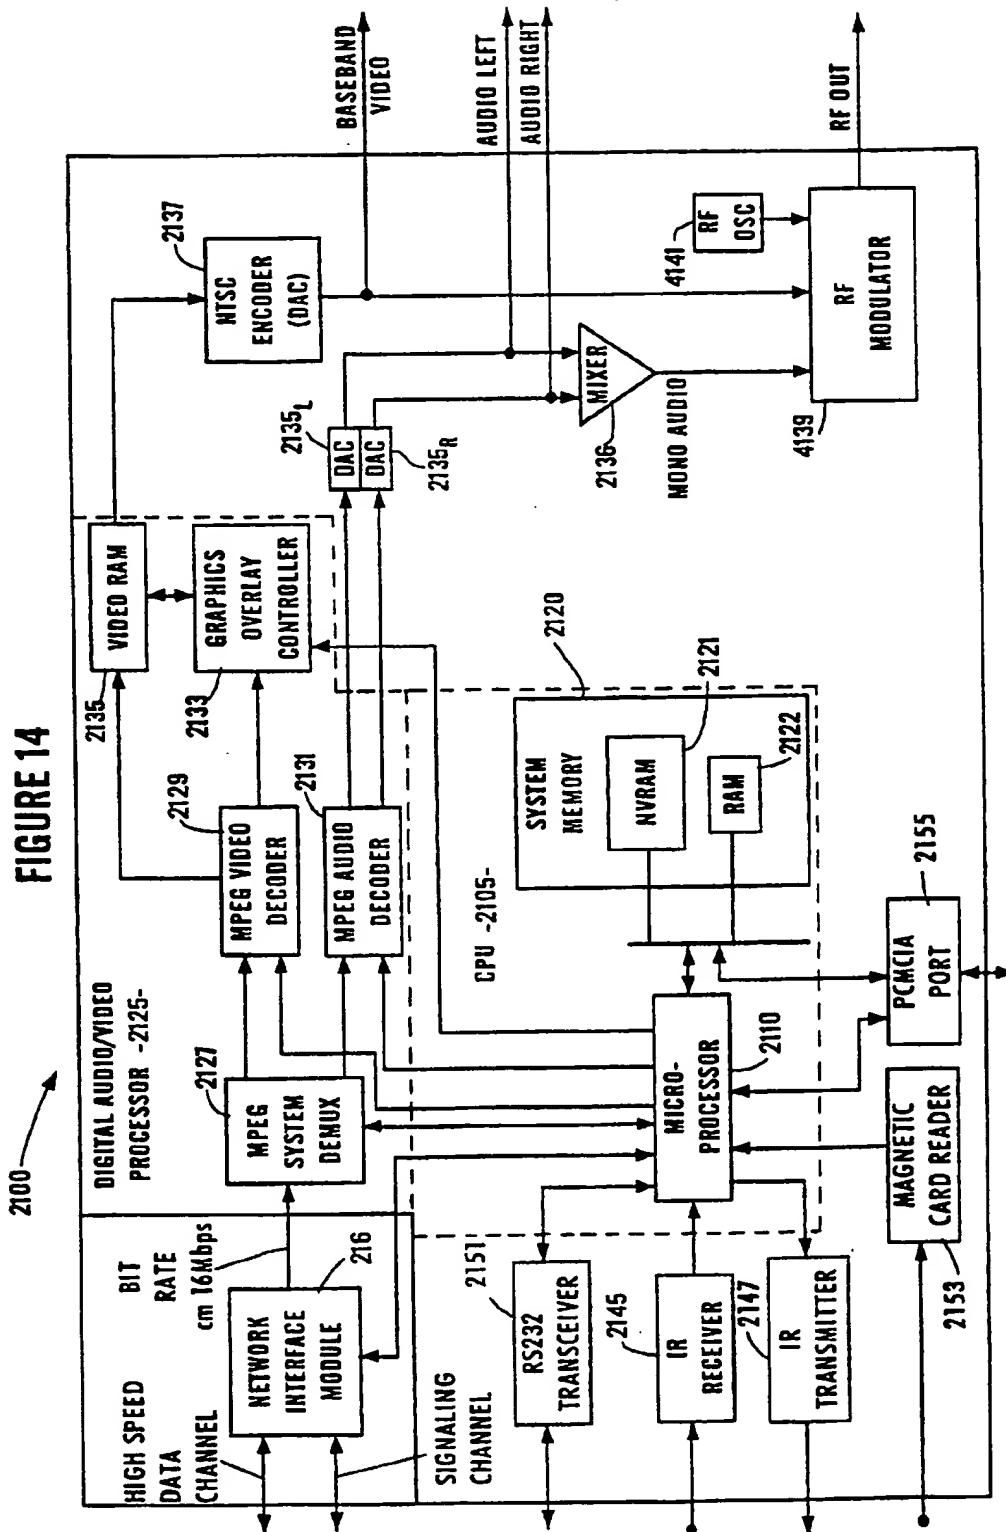 FIGURE 14
2100
HIGH SPEED
DATA
CHANNEL
BIT
RATE
cm 16Mbps
NETWORK
INTERFACE
MODULE
216
SIGNALING
CHANNEL
DIGITAL AUDIO/VIDEO
PROCESSOR -2125-
2127
MPEG
SYSTEM
DEMUX
2129
MPEG VIDEO
DECODER
2131
MPEG AUDIO
DECODER
2135
VIDEO RAM
2133
GRAPHICS
OVERLAY
CONTROLLER
2137
NTSC
ENCODER
(DAC)
BASEBAND
VIDEO
2135L
DAC
DAC
2135R
AUDIO LEFT
AUDIO RIGHT
MIXER
2136
MONO AUDIO
4141
RF
OSC
RF
MODULATOR
4139
RF OUT
CPU -2105-
2120
SYSTEM
MEMORY
NVRAM
2121
RAM
2122
MICRO-
PROCESSOR
2110
2151
RS232
TRANSCEIVER
2145
IR
RECEIVER
2147
IR
TRANSMITTER
MAGNETIC
CARD READER
2153
PCMCIA
PORT
2155